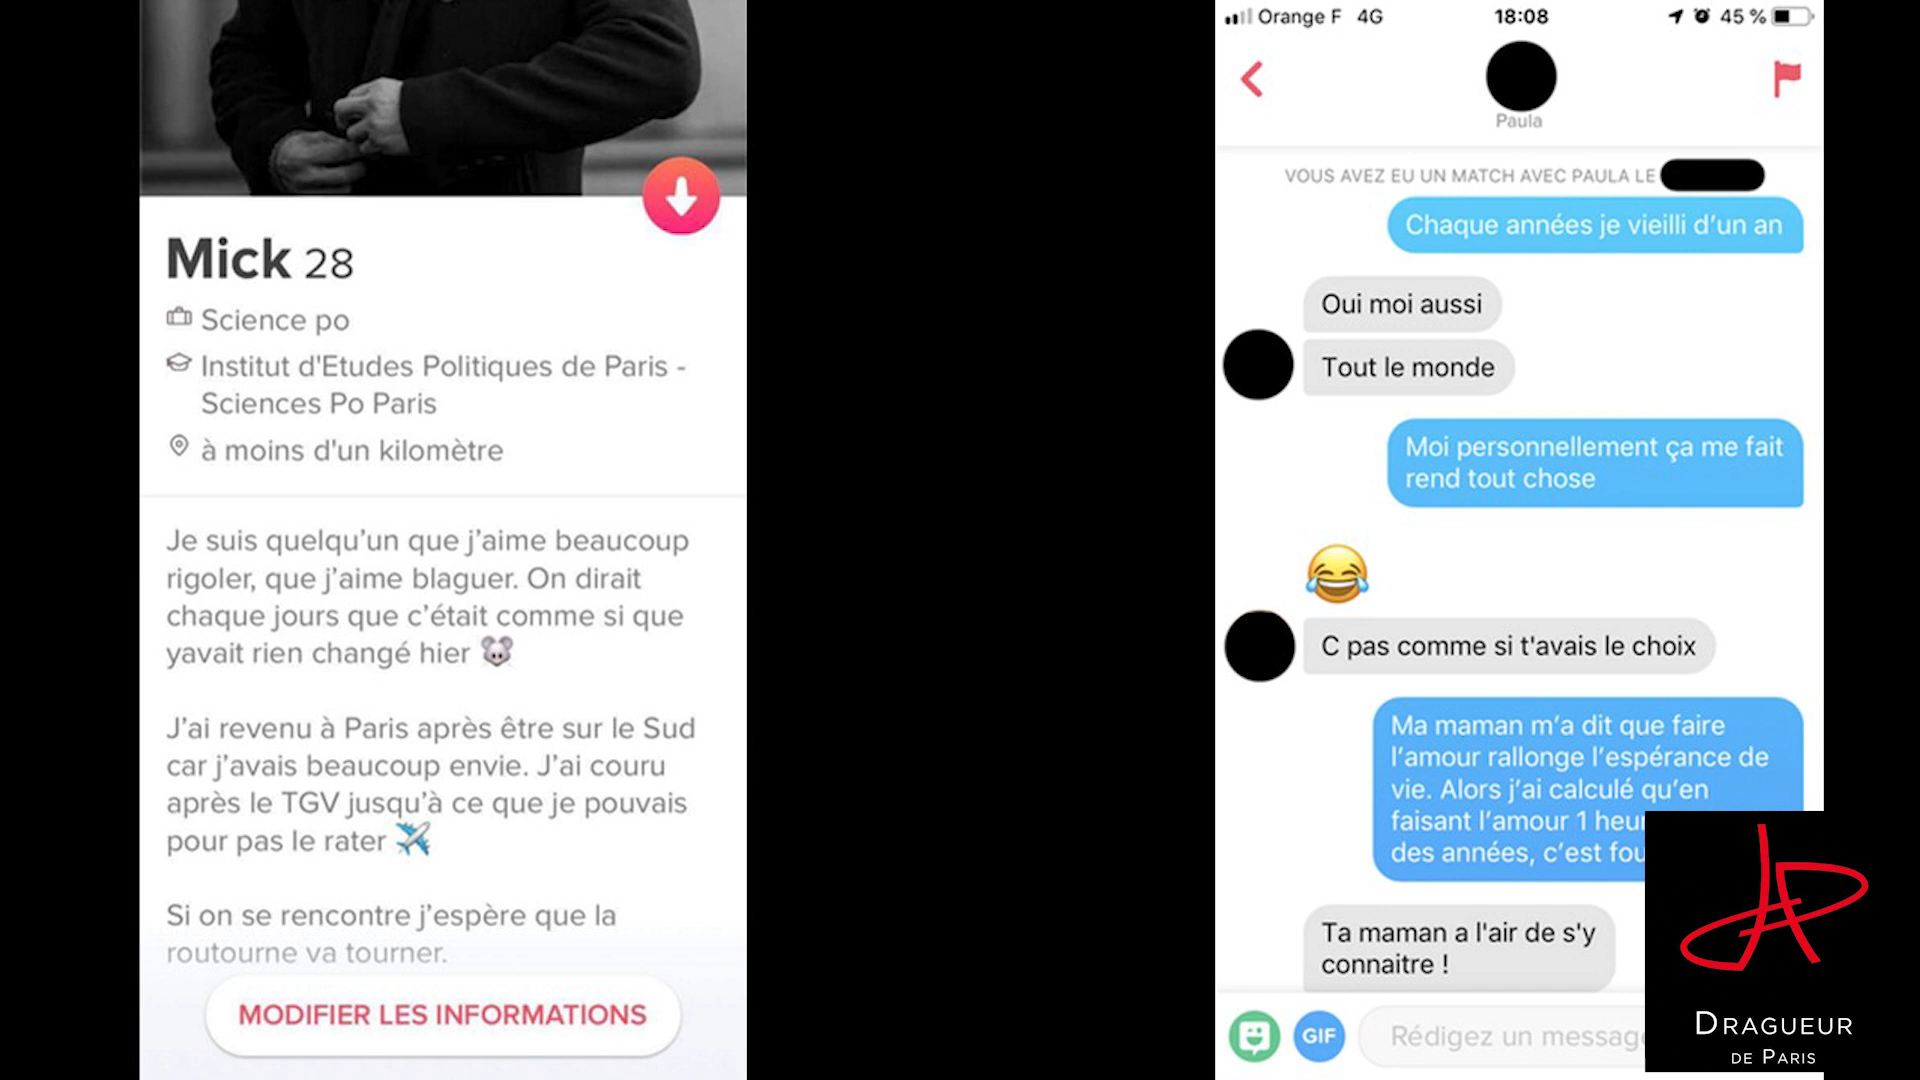 Mick 28
Science po
Institut d'Etudes Politiques de Paris -
Sciences Po Paris
à moins d'un kilomètre
Je suis quelqu’un que j’aime beaucoup
rigoler, que j’aime blaguer. On dirait
chaque jours que c’était comme si que
yavait rien changé hier 🐭
J’ai revenu à Paris après être sur le Sud
car j’avais beaucoup envie. J’ai couru
après le TGV jusqu’à ce que je pouvais
pour pas le rater ✈️
Si on se rencontre j’espère que la
routourne va tourner.
MODIFIER LES INFORMATIONS
Orange F 4G 18:08 45 %
Paula
VOUS AVEZ EU UN MATCH AVEC PAULA LE
Chaque années je vieilli d’un an
Oui moi aussi
Tout le monde
Moi personnellement ça me fait
rend tout chose
😂
C pas comme si t'avais le choix
Ma maman m’a dit que faire
l’amour rallonge l’espérance de
vie. Alors j’ai calculé qu’en
faisant l’amour 1
des années, c’est
Ta maman a l'air de s'y
connaitre !
GIF Rédigez un
DRAGUEUR
DE PARIS